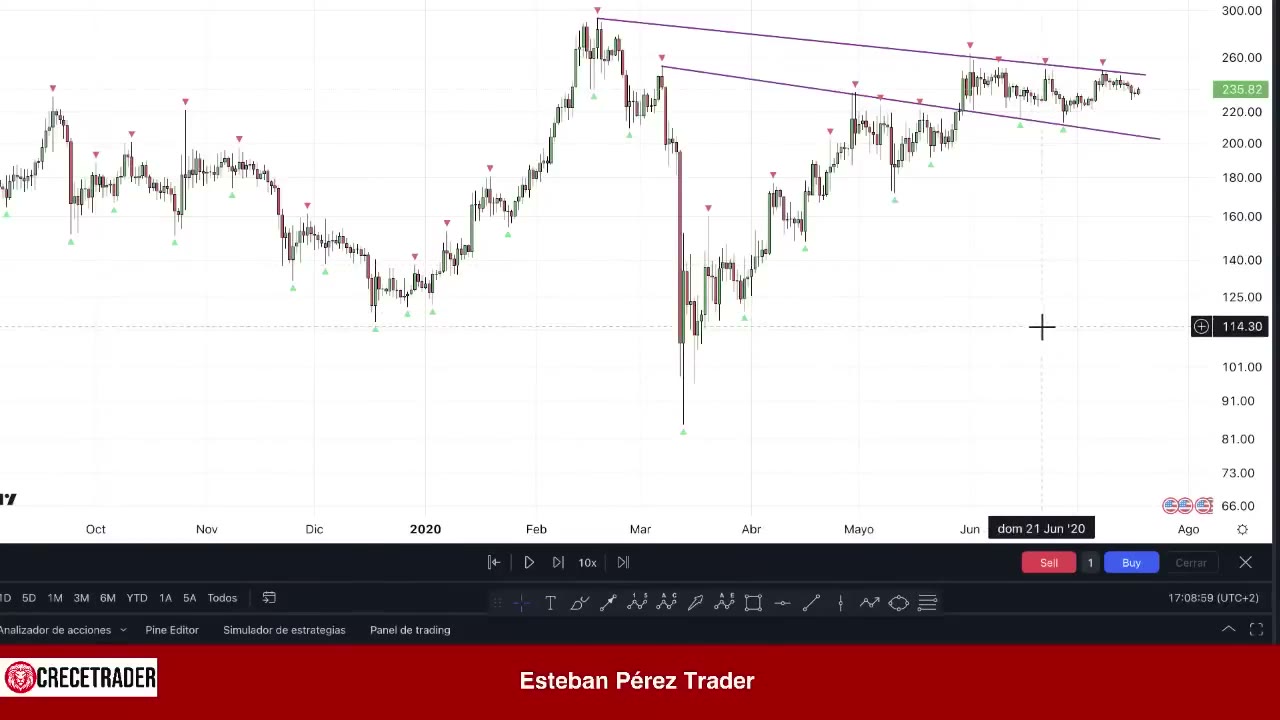 300.00
260.00
235.82
220.00
200.00
180.00
160.00
140.00
125.00
114.30
101.00
91.00
81.00
73.00
66.00
Oct Nov Dic 2020 Feb Mar Abr Mayo Jun dom 21 Jun '20 Ago
10x Sell 1 Buy Cerrar
1D 5D 1M 3M 6M YTD 1A 5A Todos
17:08:59 (UTC+2)
Analizador de acciones Pine Editor Simulador de estrategias Panel de trading
CRECETRADER
Esteban Pérez Trader